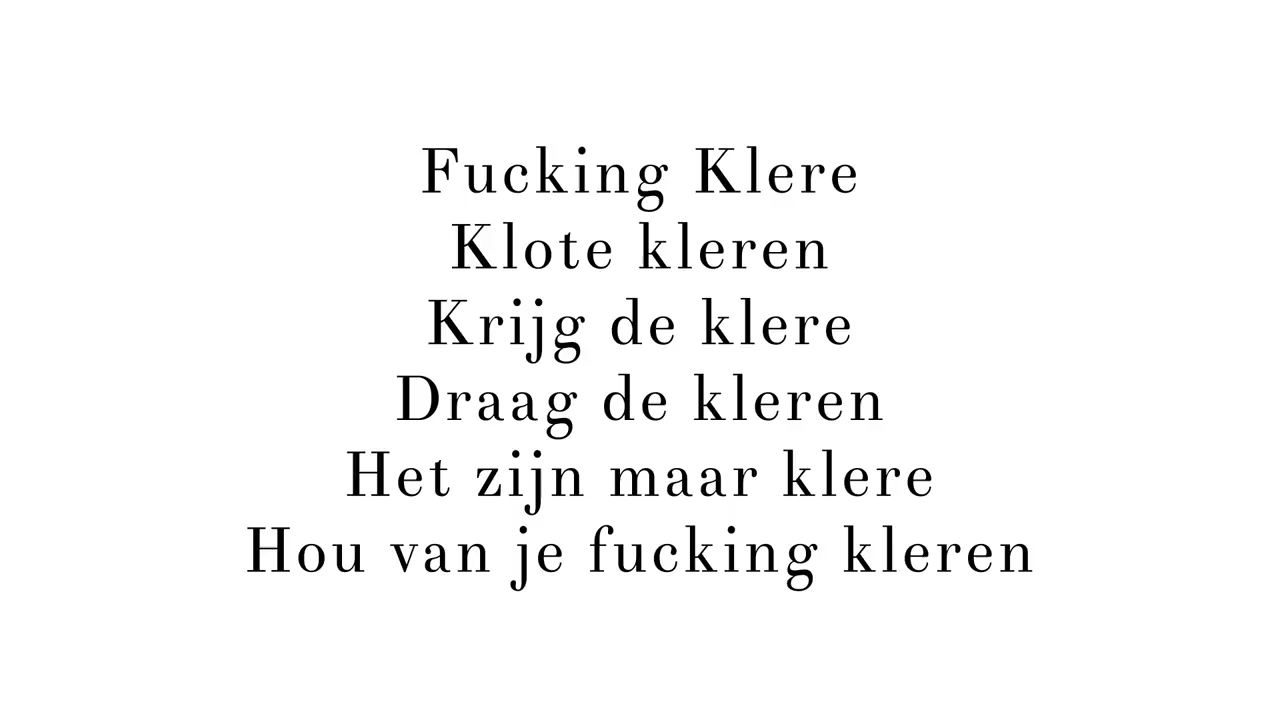 Fucking Klere
Klote kleren
Krijg de klere
Draag de kleren
Het zijn maar klere
Hou van je fucking kleren